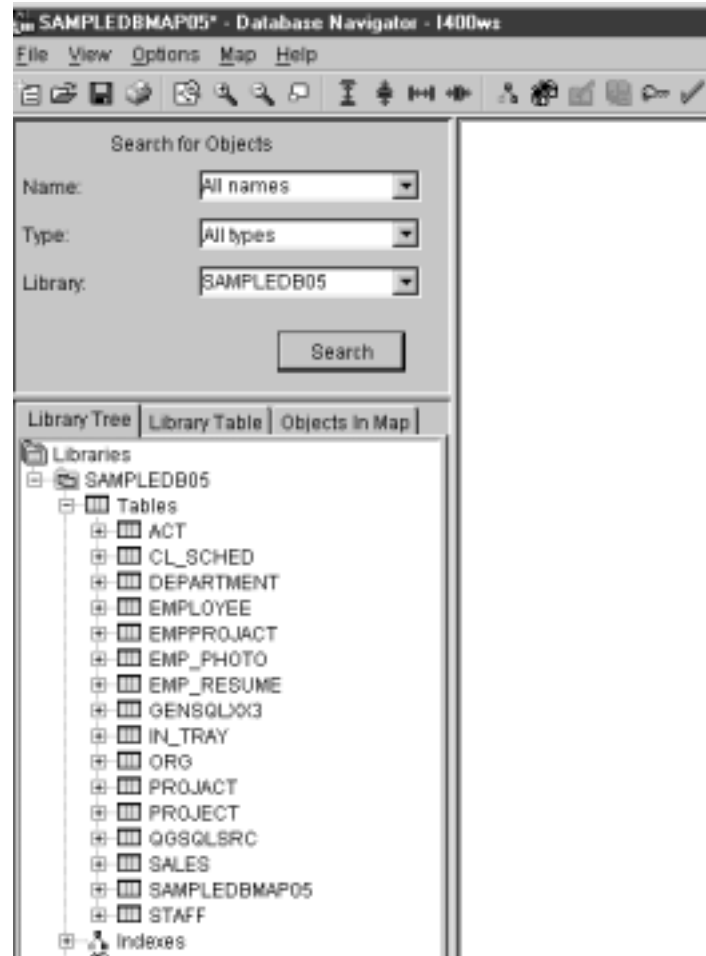 SAMPLEDBMAP05* - Database Navigator - I400ws
File View Options Map Help
Search for Objects
Name: All names
Type: All types
Library: SAMPLEDB05
Search
Library Tree Library Table Objects In Map
Libraries
SAMPLEDB05
Tables
ACT
CL_SCHED
DEPARTMENT
EMPLOYEE
EMPPROJACT
EMP_PHOTO
EMP_RESUME
GENSQLXX3
IN_TRAY
ORG
PROJACT
PROJECT
QGSQLSRC
SALES
SAMPLEDBMAP05
STAFF
Indexes